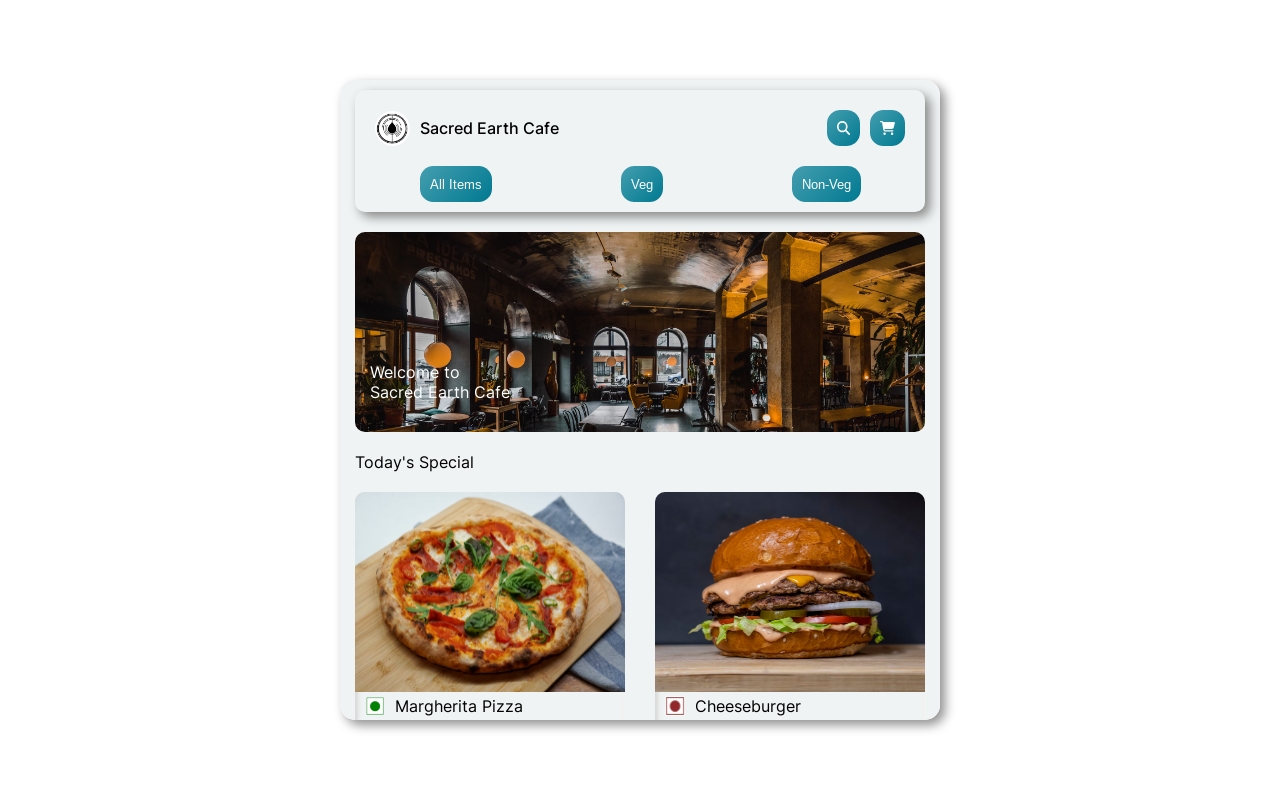 Sacred Earth Cafe
All Items
Veg
Non-Veg
Welcome to
Sacred Earth Cafe
Today's Special
Margherita Pizza
Cheeseburger